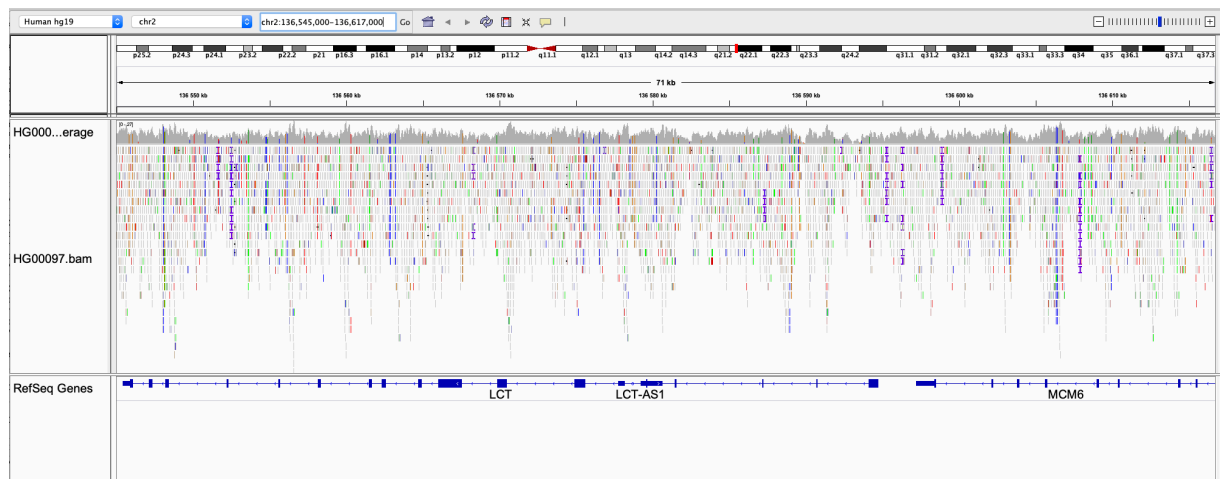 Human hg19 chr2 chr2:136,545,000-136,617,000 Go
p25.2 p24.3 p24.1 p23.2 p22.2 p21 p16.3 p16.1 p14 p13.2 p12 p11.2 q11.1 q12.1 q13 q14.2 q14.3 q21.2 q22.1 q22.3 q23.3 q24.2 q31.1 q31.2 q32.1 q32.3 q33.1 q33.3 q34 q35 q36.1 q37.1 q37.3
71 kb
136 550 kb 136 560 kb 136 570 kb 136 580 kb 136 590 kb 136 600 kb 136 610 kb
HG000...erage
[0 - 27]
HG00097.bam
RefSeq Genes
LCT LCT-AS1 MCM6